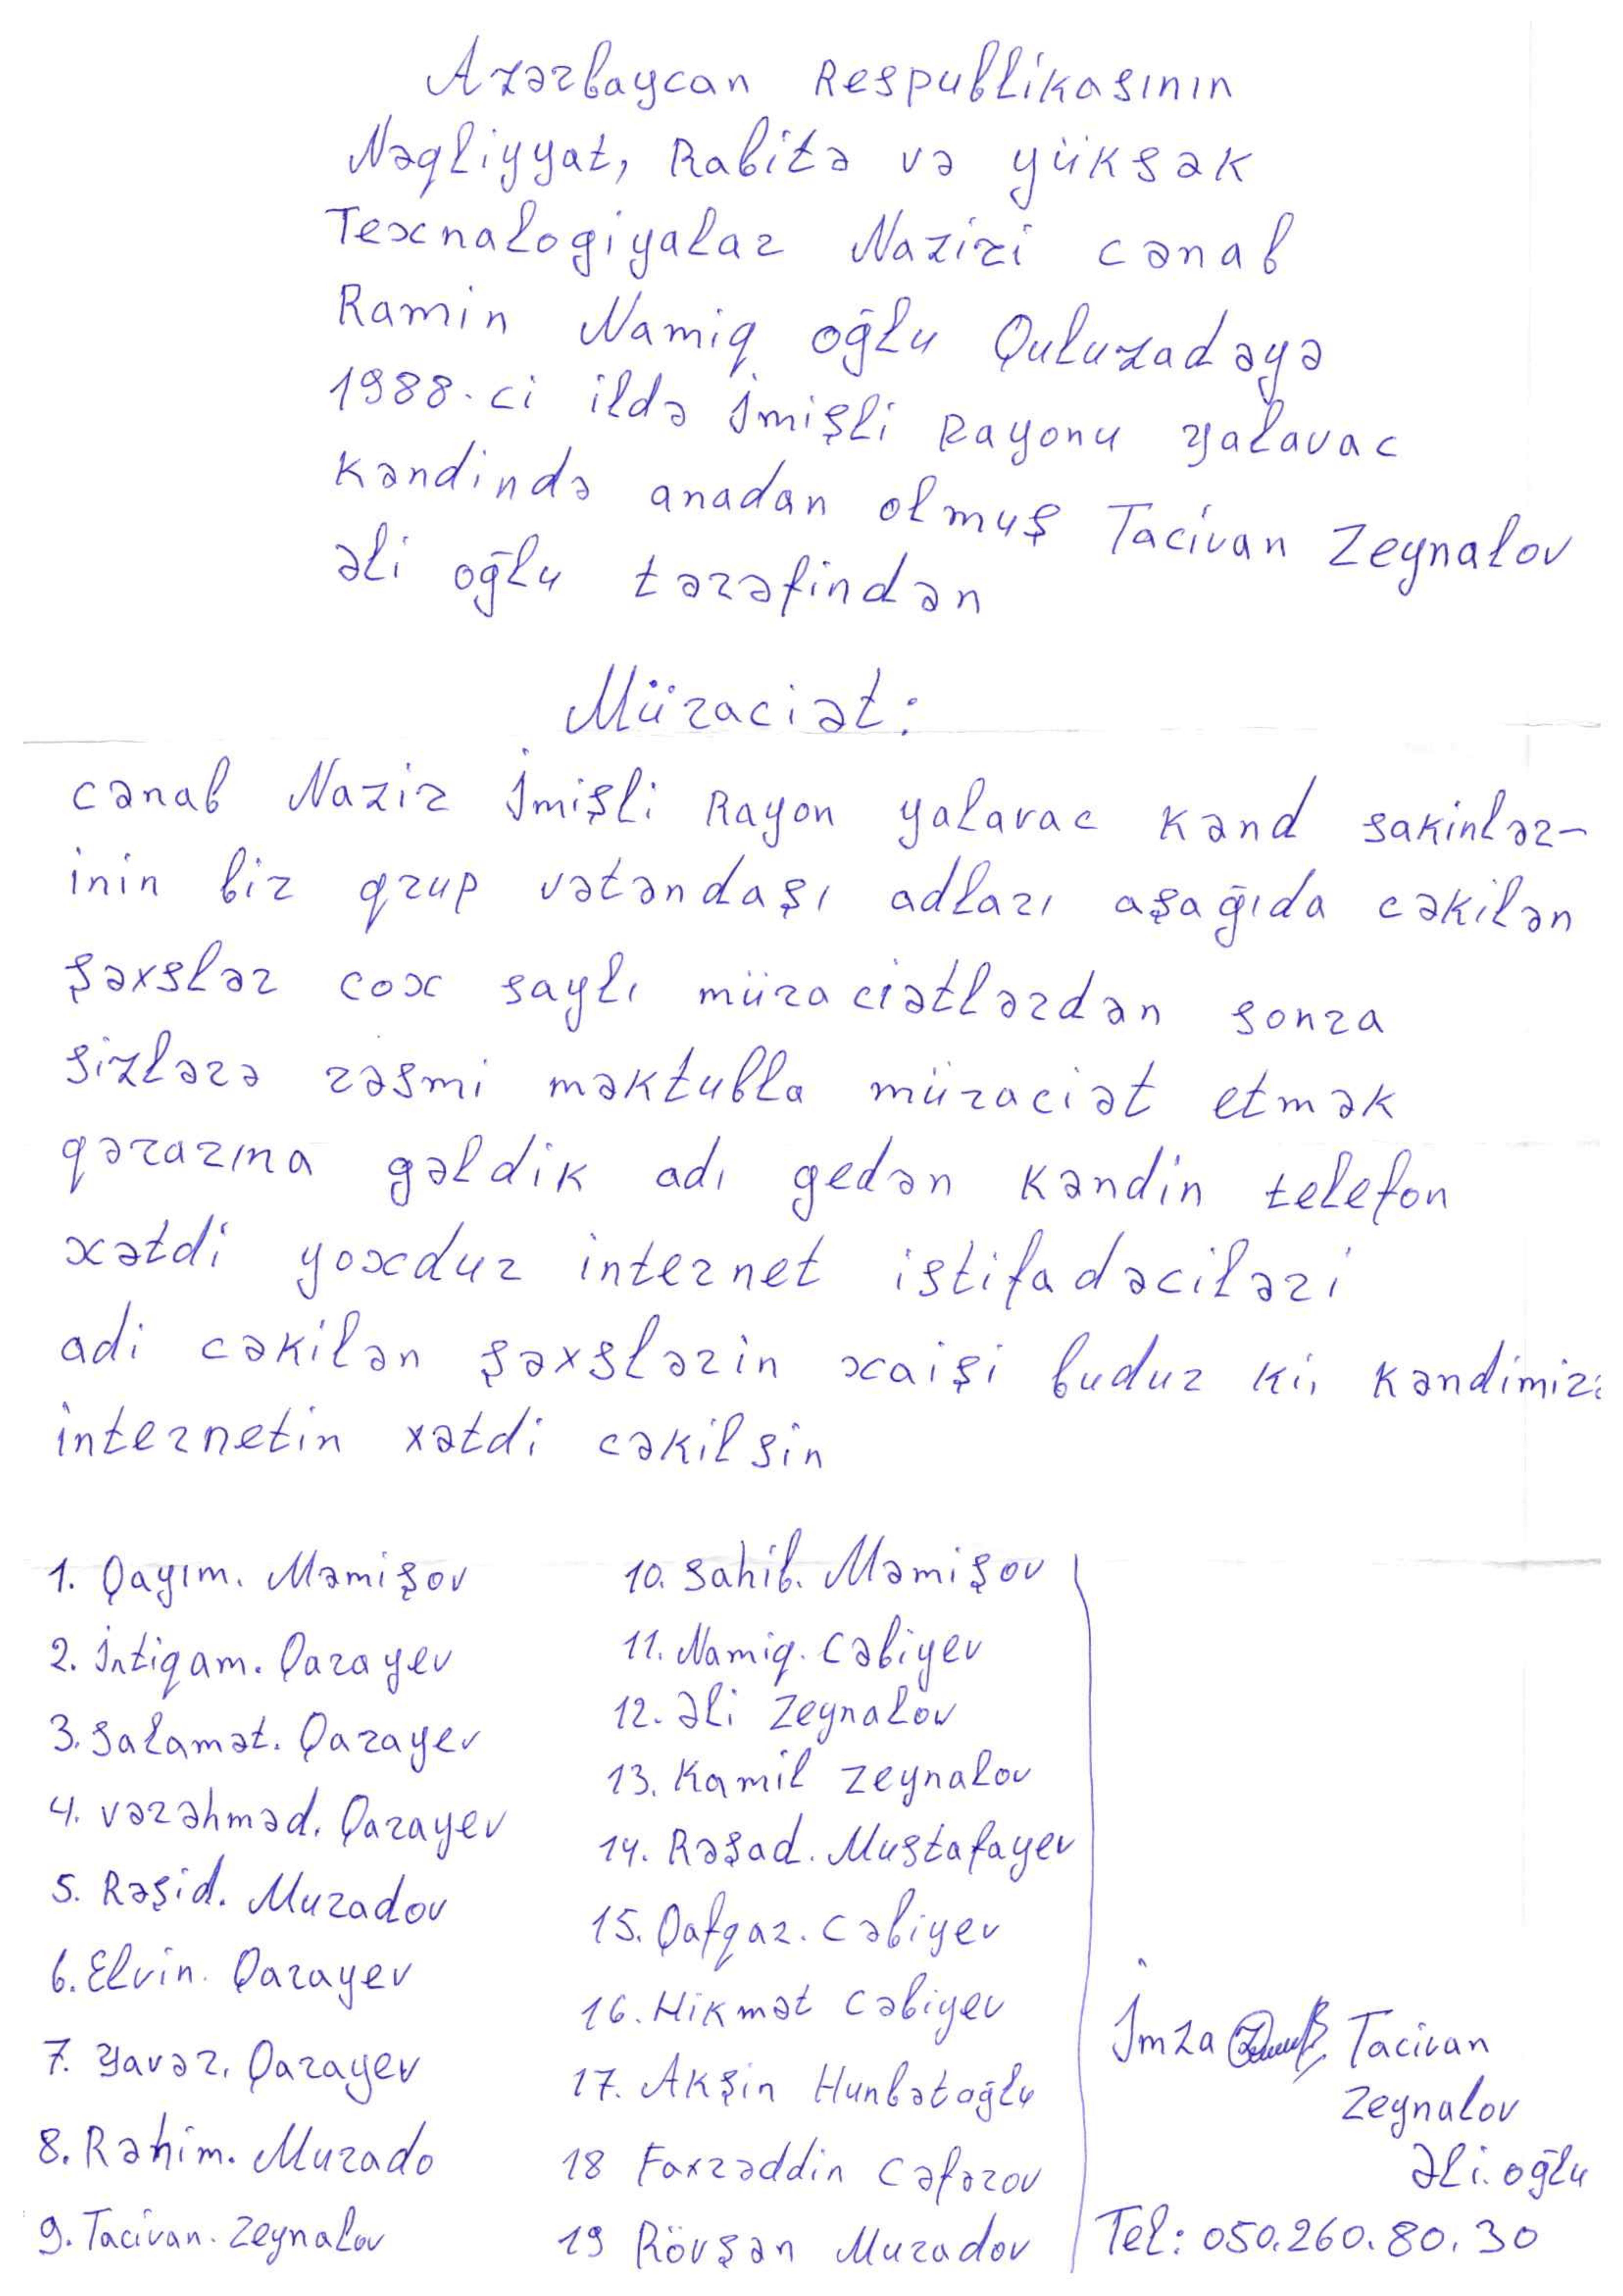 Azərbaycan Respublikasının
Nəqliyyat, Rabitə və yüksək
Texnalogiyalar Naziri cənab
Ramin Namiq oğlu Quluzadəyə
1988-ci ildə İmişli Rayonu Yalavac
kəndində anadan olmuş Tacivan Zeynalov
əli oğlu tərəfindən
Müraciət:
cənab Nazir İmişli Rayon yalavac kənd sakinlər-
inin bir qrup vətəndaşı adları aşağıda cəkilən
şəxslər cox saylı müraciətlərdən sonra
sizlərə rəsmi məktubla müraciət etmək
qərarına gəldik adı gedən kəndin telefon
xətdi yoxdur internet istifadəciləri
adi cəkilən şəxslərin xaişi budur ki, kəndimizə
internetin xətdi cəkilsin
1. Qayım. Məmişov
2. İntiqam. Qarayev
3. Salamət. Qarayev
4. vərəhməd. Qarayev
5. Rəşid. Muradov
6. Elvin. Qarayev
7. Yavər. Qarayev
8. Rəhim. Murado
9. Tacivan. Zeynalov
10. Sahib. Məmişov
11. Namiq. Cəbiyev
12. Əli Zeynalov
13. Kamil Zeynalov
14. Rəşad. Mustafayev
15. Qafqaz. Cəbiyev
16. Hikmət Cəbiyev
17. Akşin Hunbətoğlu
18 Faxrəddin Cəfərov
19 Rövşən Muradov
İmza Tacivan
Zeynalov
Əli. oğlu
Tel: 050.260.80.30